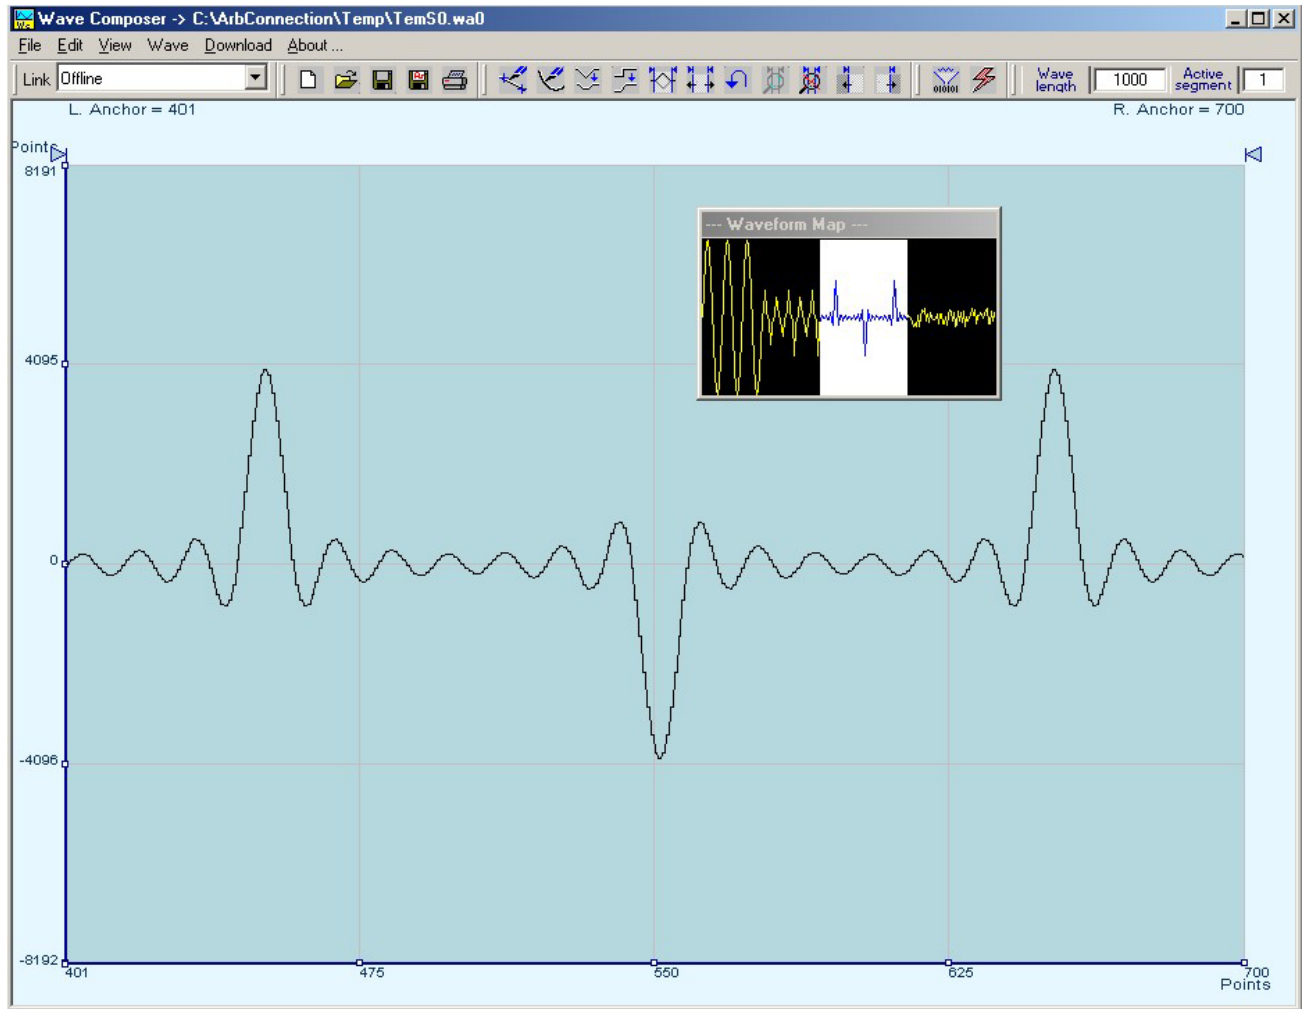 Wave Composer -> C:\ArbConnection\Temp\TemS0.wa0
File Edit View Wave Download About ...
Link Offline
Wave length 1000 Active segment 1
L. Anchor = 401
R. Anchor = 700
Points
8191
4095
0
-4096
-8192
--- Waveform Map ---
401 475 550 625 700
Points